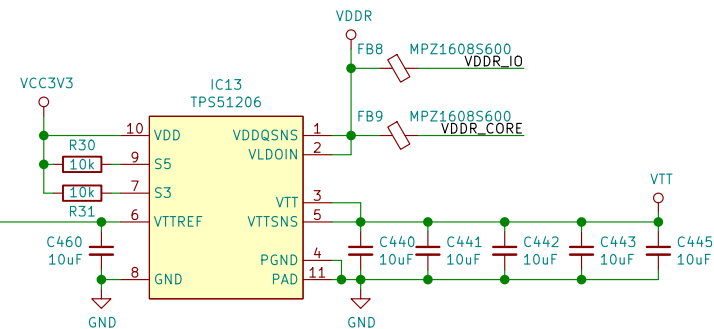 VDDR
FB8 MPZ1608S600
VDDR_IO
VCC3V3
IC13
TPS51206
FB9 MPZ1608S600
VDDR_CORE
10 VDD VDDQSNS 1
R30
VLDOIN 2
10k 9 S5
VTT
10k 7 S3 VTT 3
R31
6 VTTREF VTTSNS 5
C460
10uF
C440 C441 C442 C443 C445
10uF 10uF 10uF 10uF 10uF
PGND 4
8 GND PAD 11
GND GND